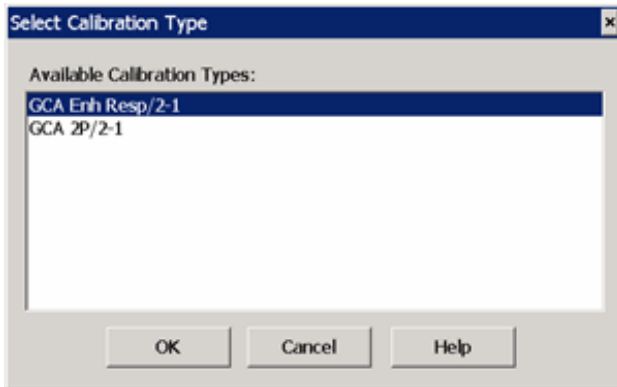 Select Calibration Type
×
Available Calibration Types:
GCA Enh Resp/2-1
GCA 2P/2-1
OK Cancel Help